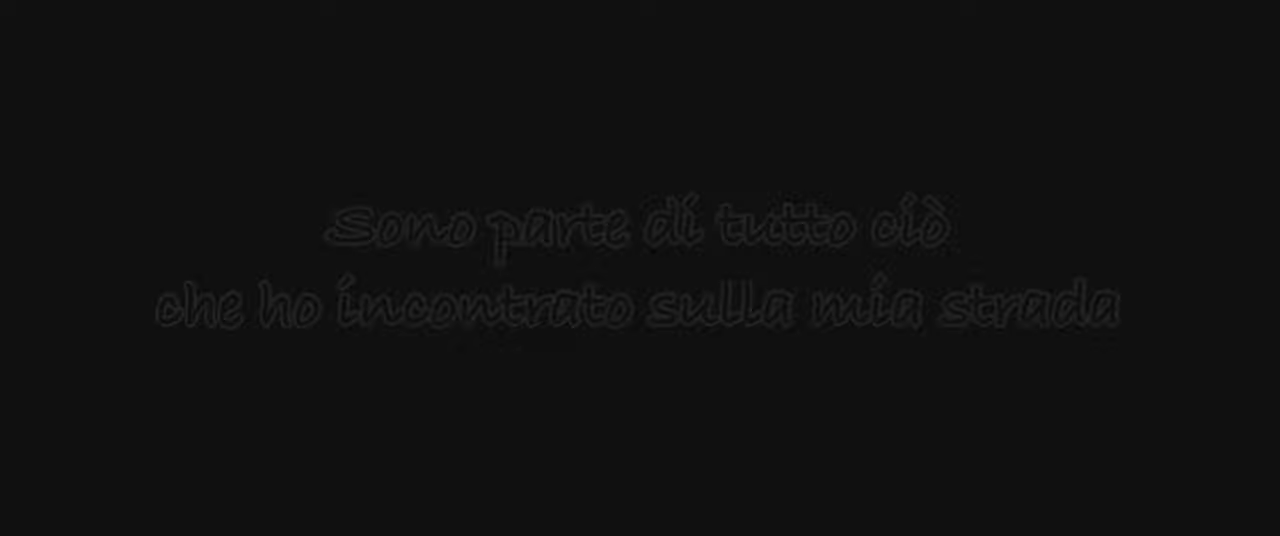 Sono parte di tutto ciò
che ho incontrato sulla mia strada